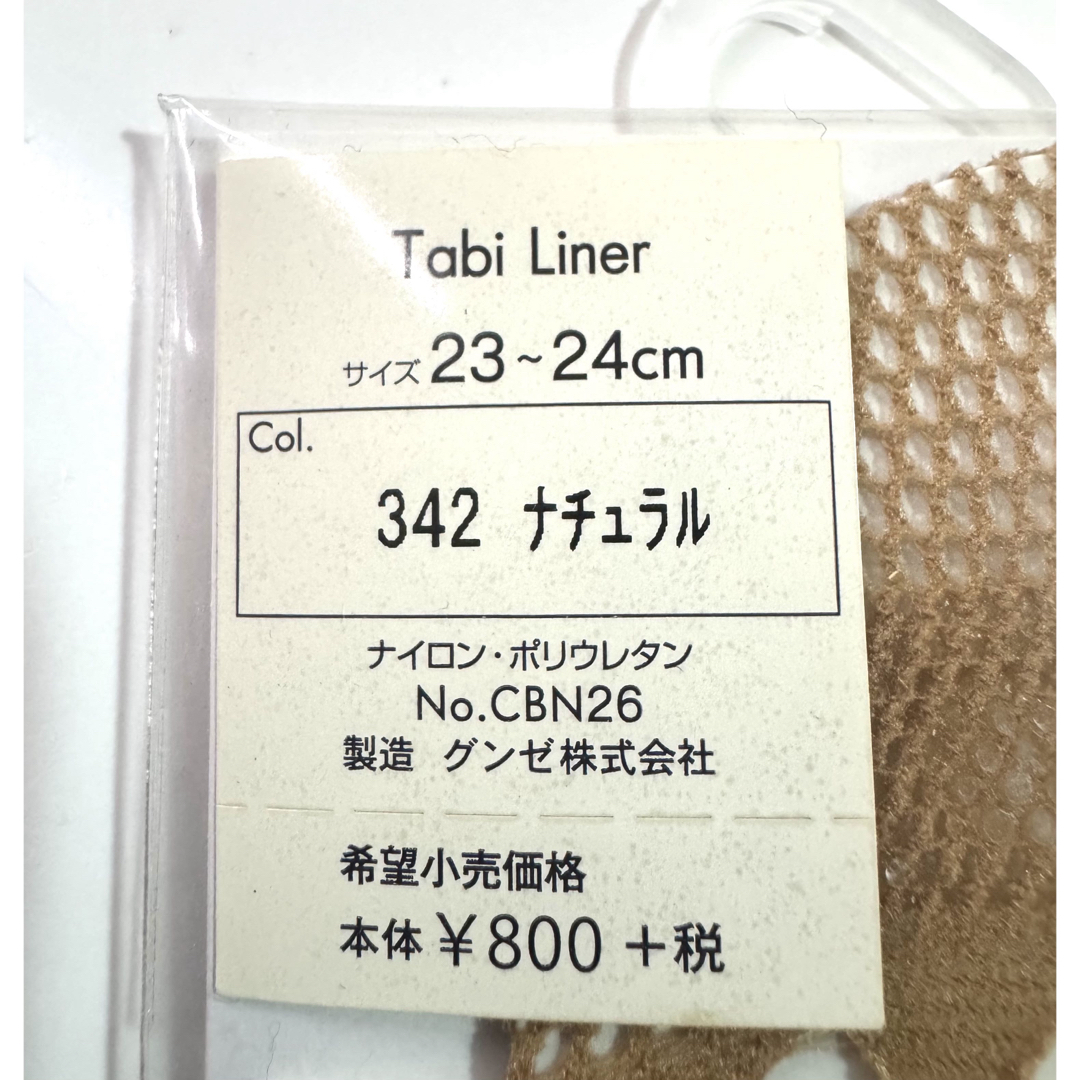 Tabi Liner
サイズ 23~24cm
Col.
342 ナチュラル
ナイロン・ポリウレタン
No.CBN26
製造 グンゼ株式会社
希望小売価格
本体 ¥800 +税